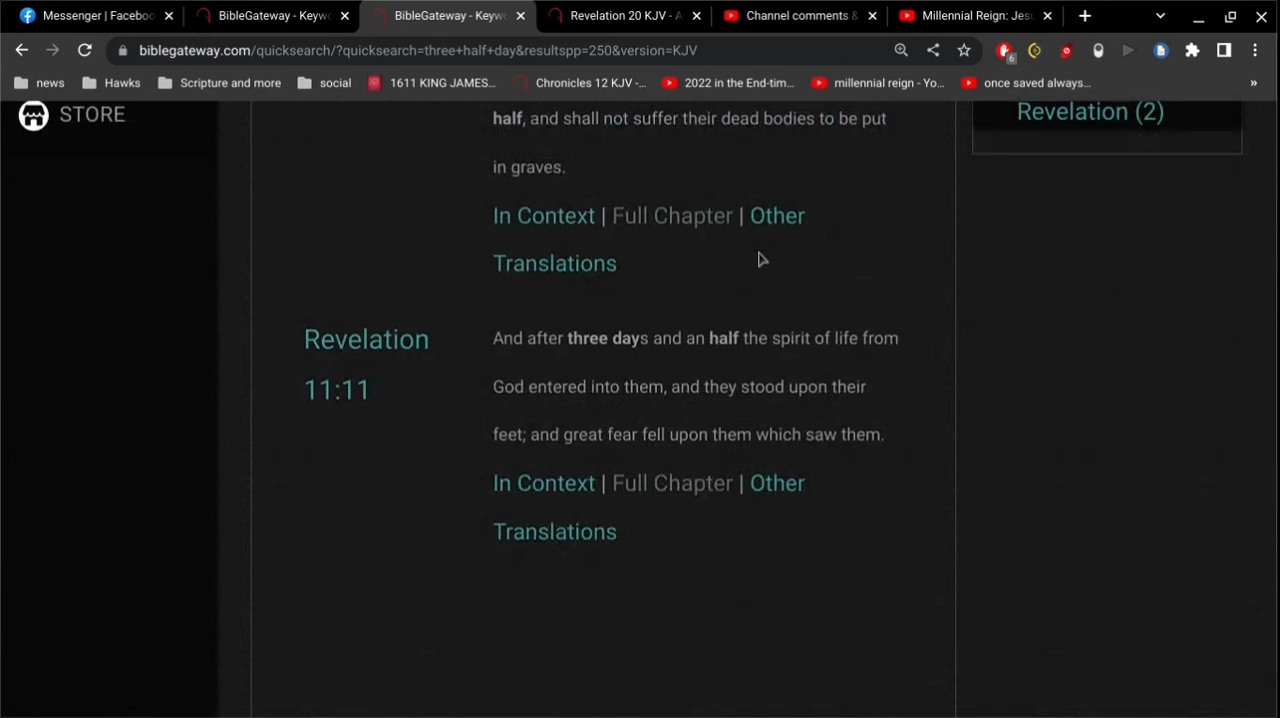 Messenger | Faceboo
BibleGateway - Keyw
BibleGateway - Keyw
Revelation 20 KJV - A
Channel comments &
Millennial Reign: Jesu
biblegateway.com/quicksearch/?quicksearch=three+half+day&resultspp=250&version=KJV
6
news
Hawks
Scripture and more
social
1611 KING JAMES...
Chronicles 12 KJV -...
2022 in the End-tim...
millennial reign - Yo...
once saved always...
»
STORE
half, and shall not suffer their dead bodies to be put
in graves.
In Context | Full Chapter | Other
Translations
Revelation (2)
Revelation
11:11
And after three days and an half the spirit of life from
God entered into them, and they stood upon their
feet; and great fear fell upon them which saw them.
In Context | Full Chapter | Other
Translations